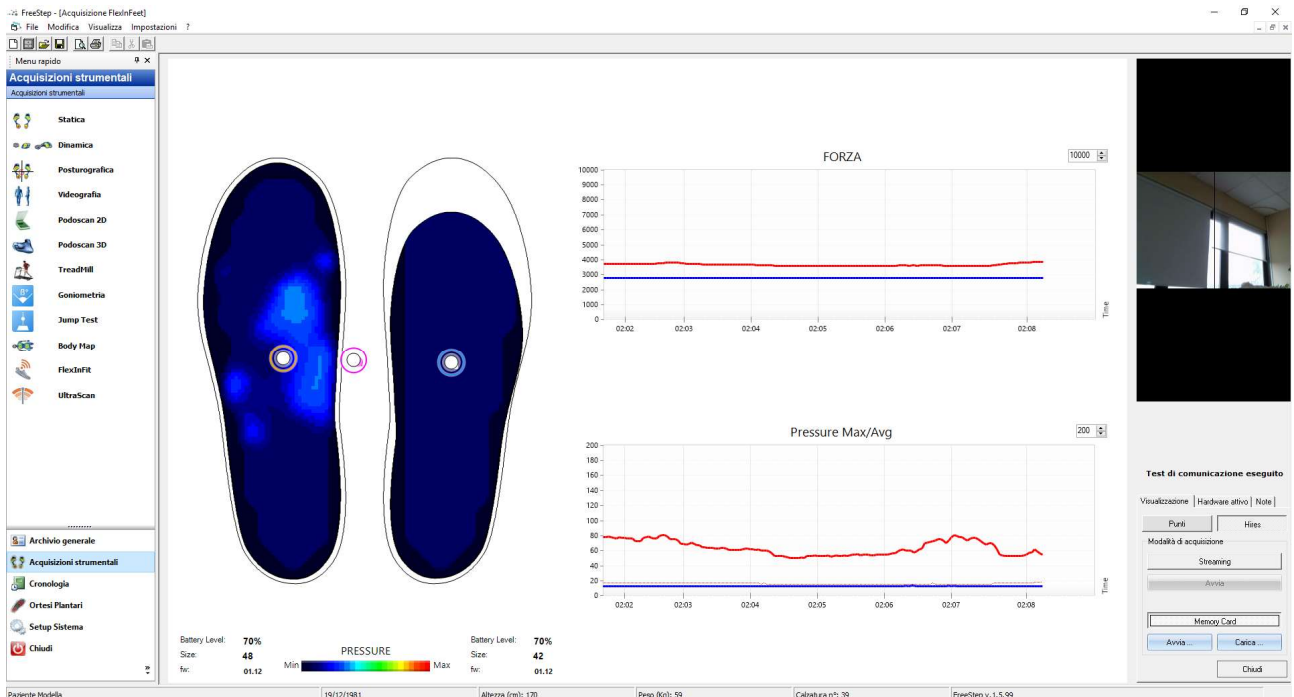 FreeStep - [Acquisizione FlexInFeet]
File Modifica Visualizza Impostazioni ?
Menu rapido
Acquisizioni strumentali
Acquisizioni strumentali
Statica
Dinamica
Posturografica
Videografia
Podoscan 2D
Podoscan 3D
TreadMill
Goniometria
Jump Test
Body Map
FlexInFit
UltraScan
Archivio generale
Acquisizioni strumentali
Cronologia
Ortesi Plantari
Setup Sistema
Chiudi
»
Battery Level: 70%
Size: 48
fw: 01.12
PRESSURE
Min Max
Battery Level: 70%
Size: 42
fw: 01.12
FORZA
10000
10000
9000
8000
7000
6000
5000
4000
3000
2000
1000
0
02:02 02:03 02:04 02:05 02:06 02:07 02:08
Time
Pressure Max/Avg
200
200
180
160
140
120
100
80
60
40
20
0
02:02 02:03 02:04 02:05 02:06 02:07 02:08
Time
Test di comunicazione eseguito
Visualizzazione Hardware attivo Note
Punti Hires
Modalità di acquisizione
Streaming
Avvia
Memory Card
Avvia ... Carica ...
Chiudi
Paziente Modella 19/12/1981 Altezza (cm): 170 Peso (Kg): 59 Calzatura n°: 39 FreeStep v.1.5.99